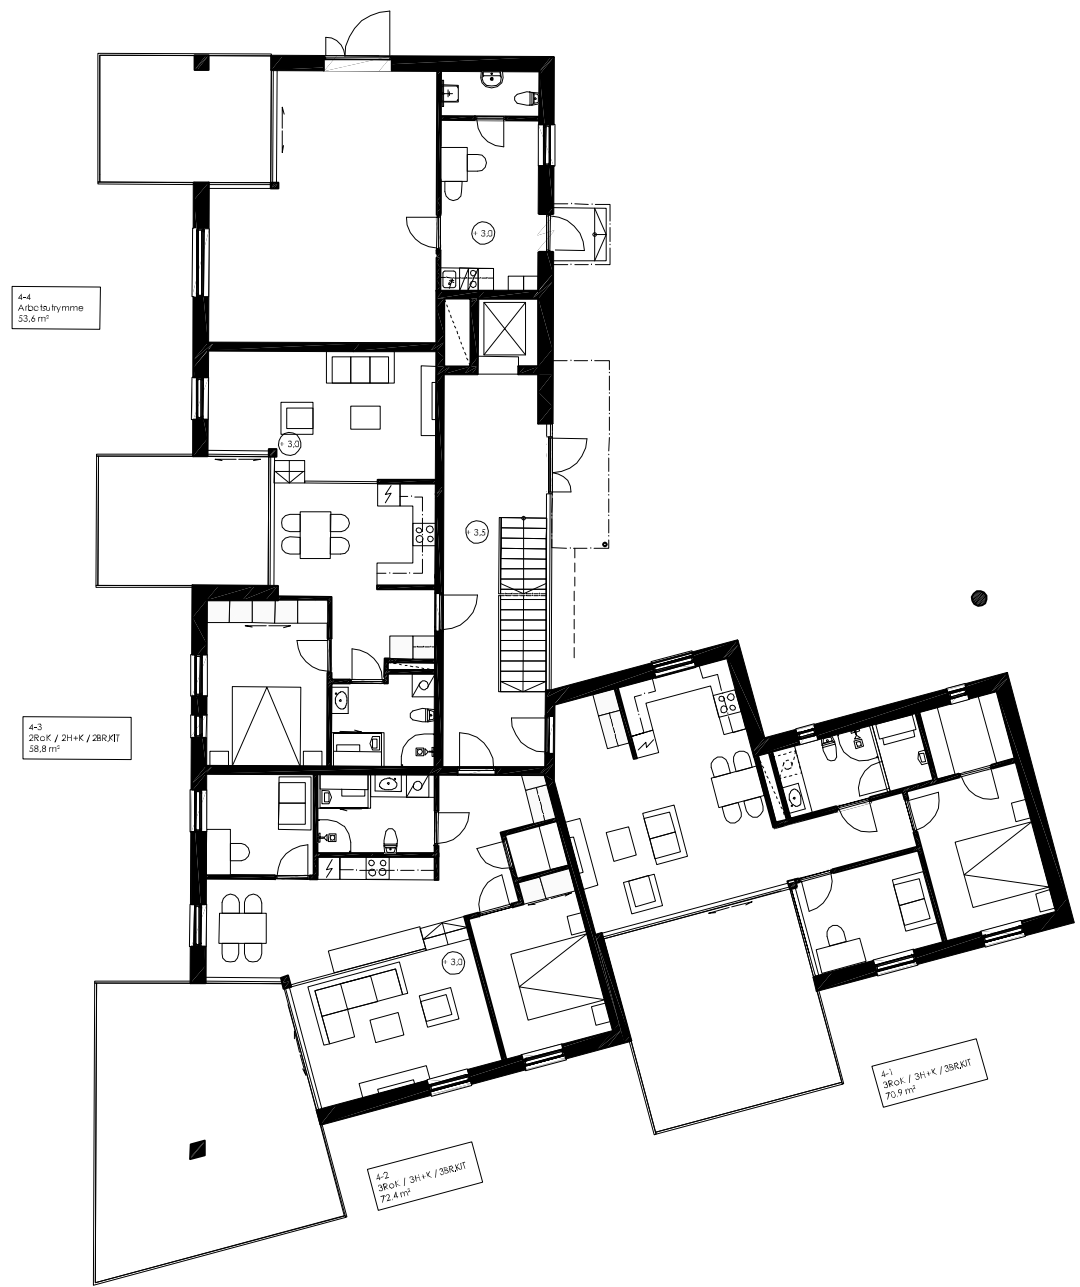 + 3,0
4-4
Arbetsutrymme
53,6 m²
+ 3,0
+ 3,5
4-3
2RoK / 2H+K / 2BR,KIT
58,8 m²
+ 3,0
4-1
3RoK / 3H+K / 3BR,KIT
70,9 m²
4-2
3RoK / 3H+K / 3BR,KIT
72,4 m²